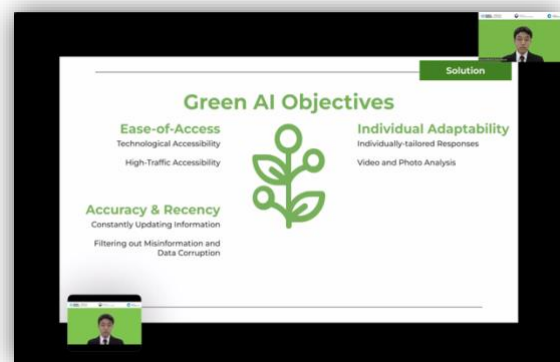 Solution
Green AI Objectives
Ease-of-Access
Technological Accessibility
High-Traffic Accessibility
Individual Adaptability
Individually-tailored Responses
Video and Photo Analysis
Accuracy & Recency
Constantly Updating Information
Filtering out Misinformation and
Data Corruption